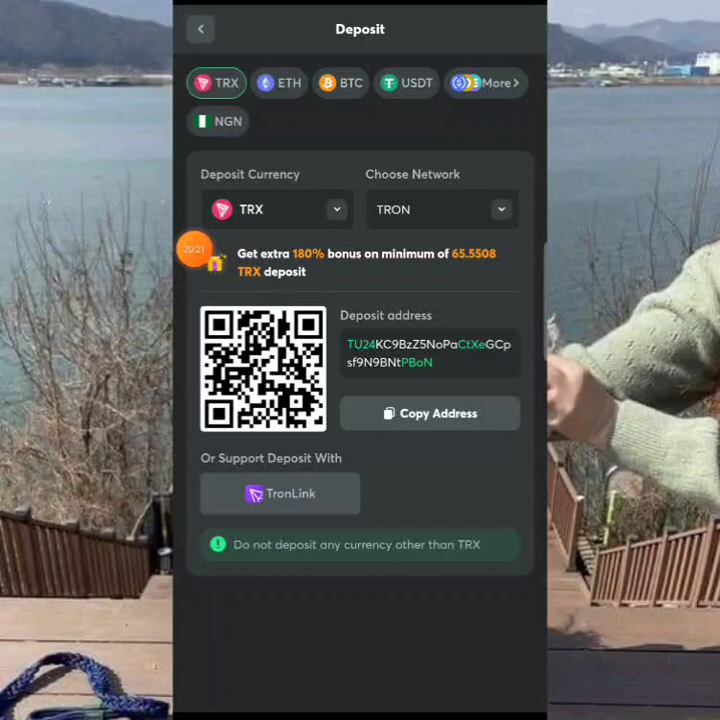 Deposit
TRX
ETH
BTC
USDT
More
NGN
Deposit Currency
Choose Network
TRX
TRON
20:21
Get extra 180% bonus on minimum of 65.5508
TRX deposit
Deposit address
TU24KC9BzZ5NoPaCtXeGCp
sf9N9BNtPBoN
Copy Address
Or Support Deposit With
TronLink
Do not deposit any currency other than TRX